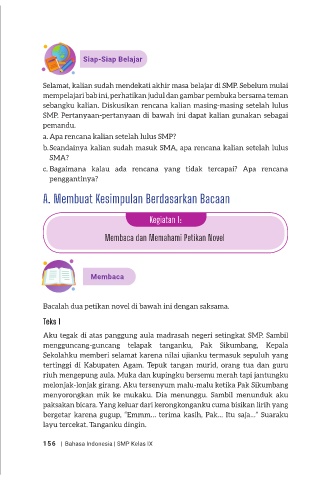 Siap-Siap Belajar
Selamat, kalian sudah mendekati akhir masa belajar di SMP. Sebelum mulai
mempelajari bab ini, perhatikan judul dan gambar pembuka bersama teman
sebangku kalian. Diskusikan rencana kalian masing-masing setelah lulus
SMP. Pertanyaan-pertanyaan di bawah ini dapat kalian gunakan sebagai
pemandu.
a. Apa rencana kalian setelah lulus SMP?
b. Seandainya kalian sudah masuk SMA, apa rencana kalian setelah lulus
SMA?
c. Bagaimana kalau ada rencana yang tidak tercapai? Apa rencana
penggantinya?
A. Membuat Kesimpulan Berdasarkan Bacaan
Kegiatan 1:
Membaca dan Memahami Petikan Novel
Membaca
Bacalah dua petikan novel di bawah ini dengan saksama.
Teks I
Aku tegak di atas panggung aula madrasah negeri setingkat SMP. Sambil
mengguncang-guncang telapak tanganku, Pak Sikumbang, Kepala
Sekolahku memberi selamat karena nilai ujianku termasuk sepuluh yang
tertinggi di Kabupaten Agam. Tepuk tangan murid, orang tua dan guru
riuh mengepung aula. Muka dan kupingku bersemu merah tapi jantungku
melonjak-lonjak girang. Aku tersenyum malu-malu ketika Pak Sikumbang
menyorongkan mik ke mukaku. Dia menunggu. Sambil menunduk aku
paksakan bicara. Yang keluar dari kerongkonganku cuma bisikan lirih yang
bergetar karena gugup, "Emmm... terima kasih, Pak... Itu saja..." Suaraku
layu tercekat. Tanganku dingin.
156 | Bahasa Indonesia | SMP Kelas IX